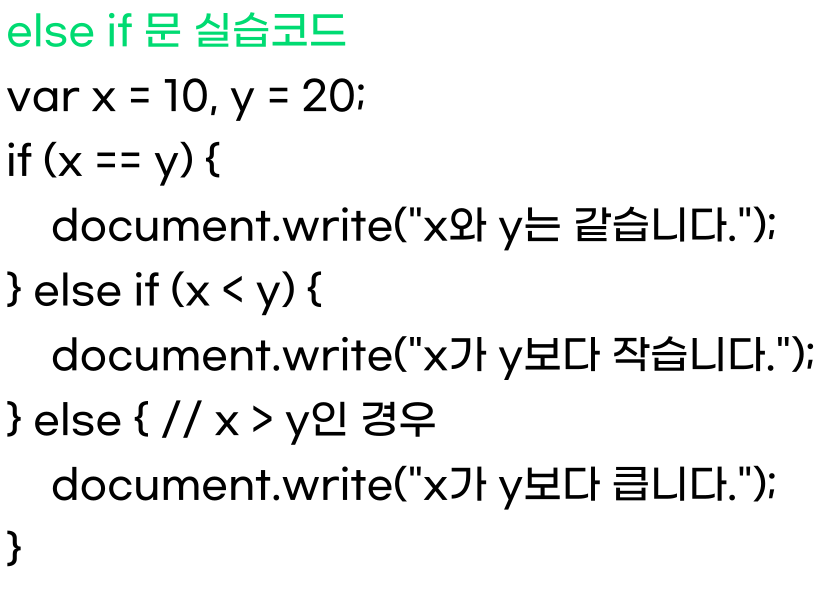 else if 문 실습코드
var x = 10, y = 20;
if (x == y) {
    document.write("x와 y는 같습니다.");
} else if (x < y) {
    document.write("x가 y보다 작습니다.");
} else { // x > y인 경우
    document.write("x가 y보다 큽니다.");
}